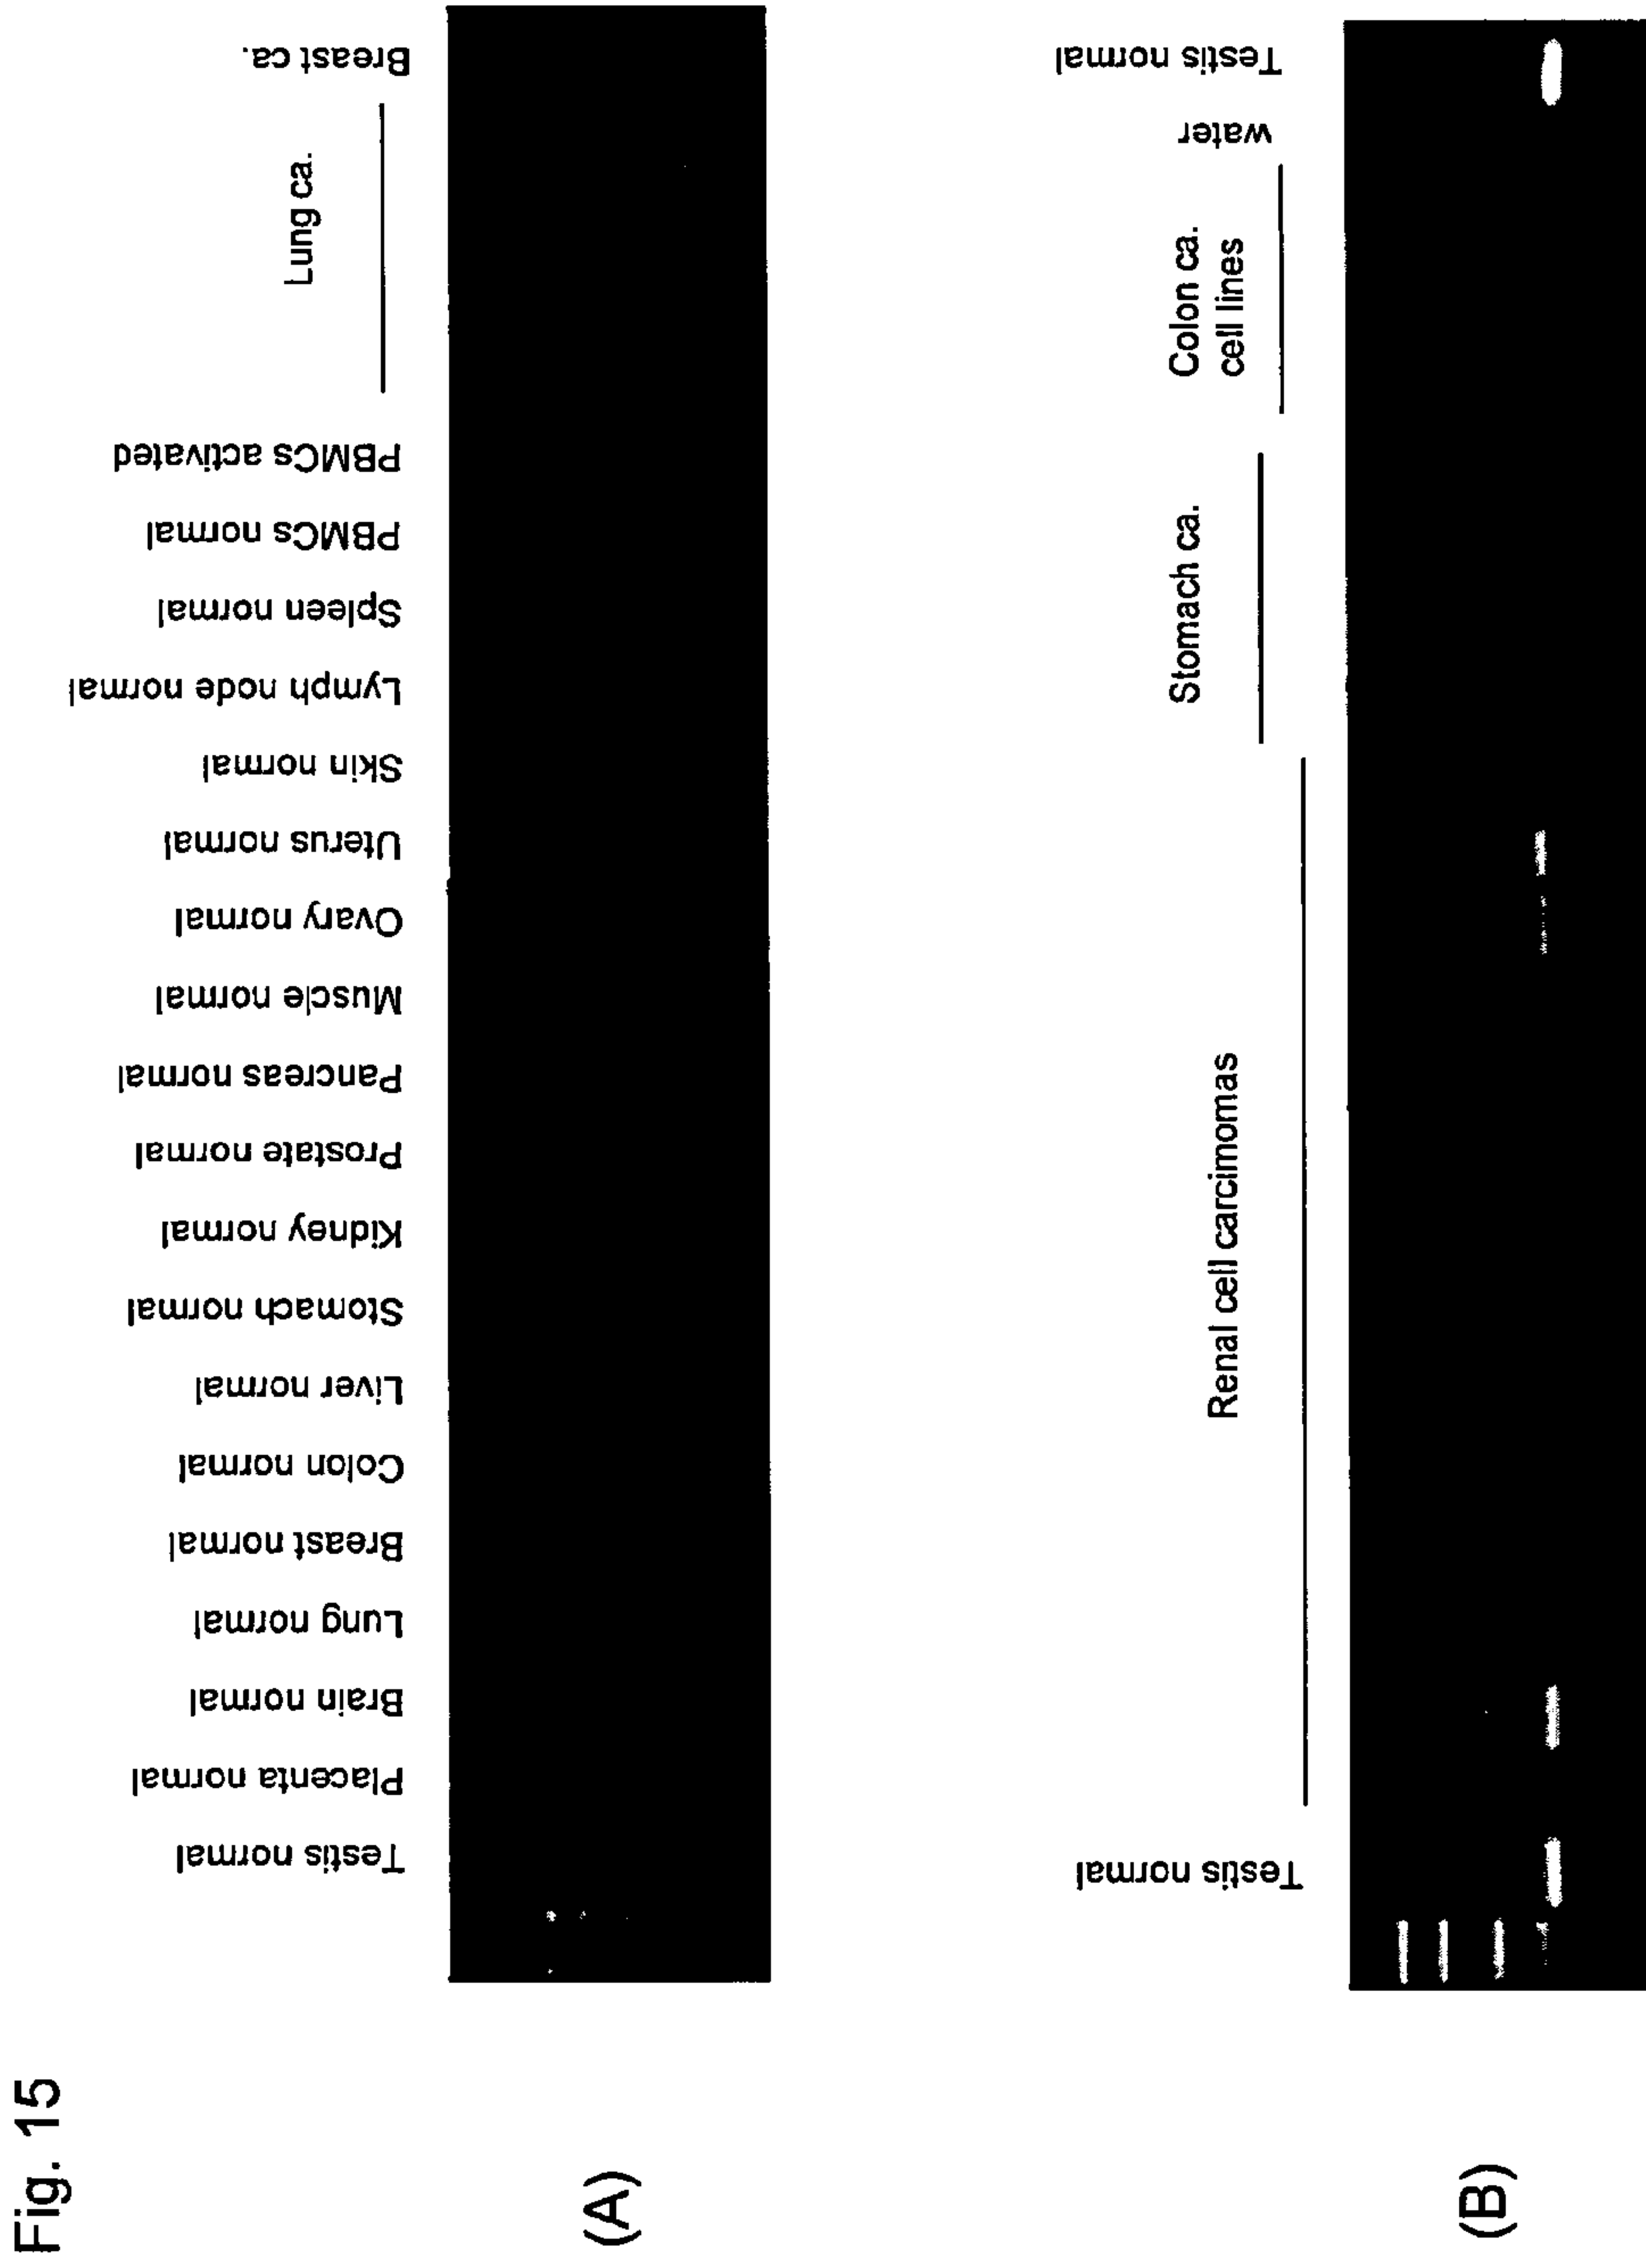 Fig. 15
(A)
Testis normal
Placenta normal
Brain normal
Lung normal
Breast normal
Colon normal
Liver normal
Stomach normal
Kidney normal
Prostate normal
Pancreas normal
Muscle normal
Ovary normal
Uterus normal
Skin normal
Lymph node normal
Spleen normal
PBMCs normal
PBMCs activated
Lung ca.
Breast ca.
(B)
Testis normal
Renal cell carcinomas
Stomach ca.
Colon ca.
cell lines
water
Testis normal